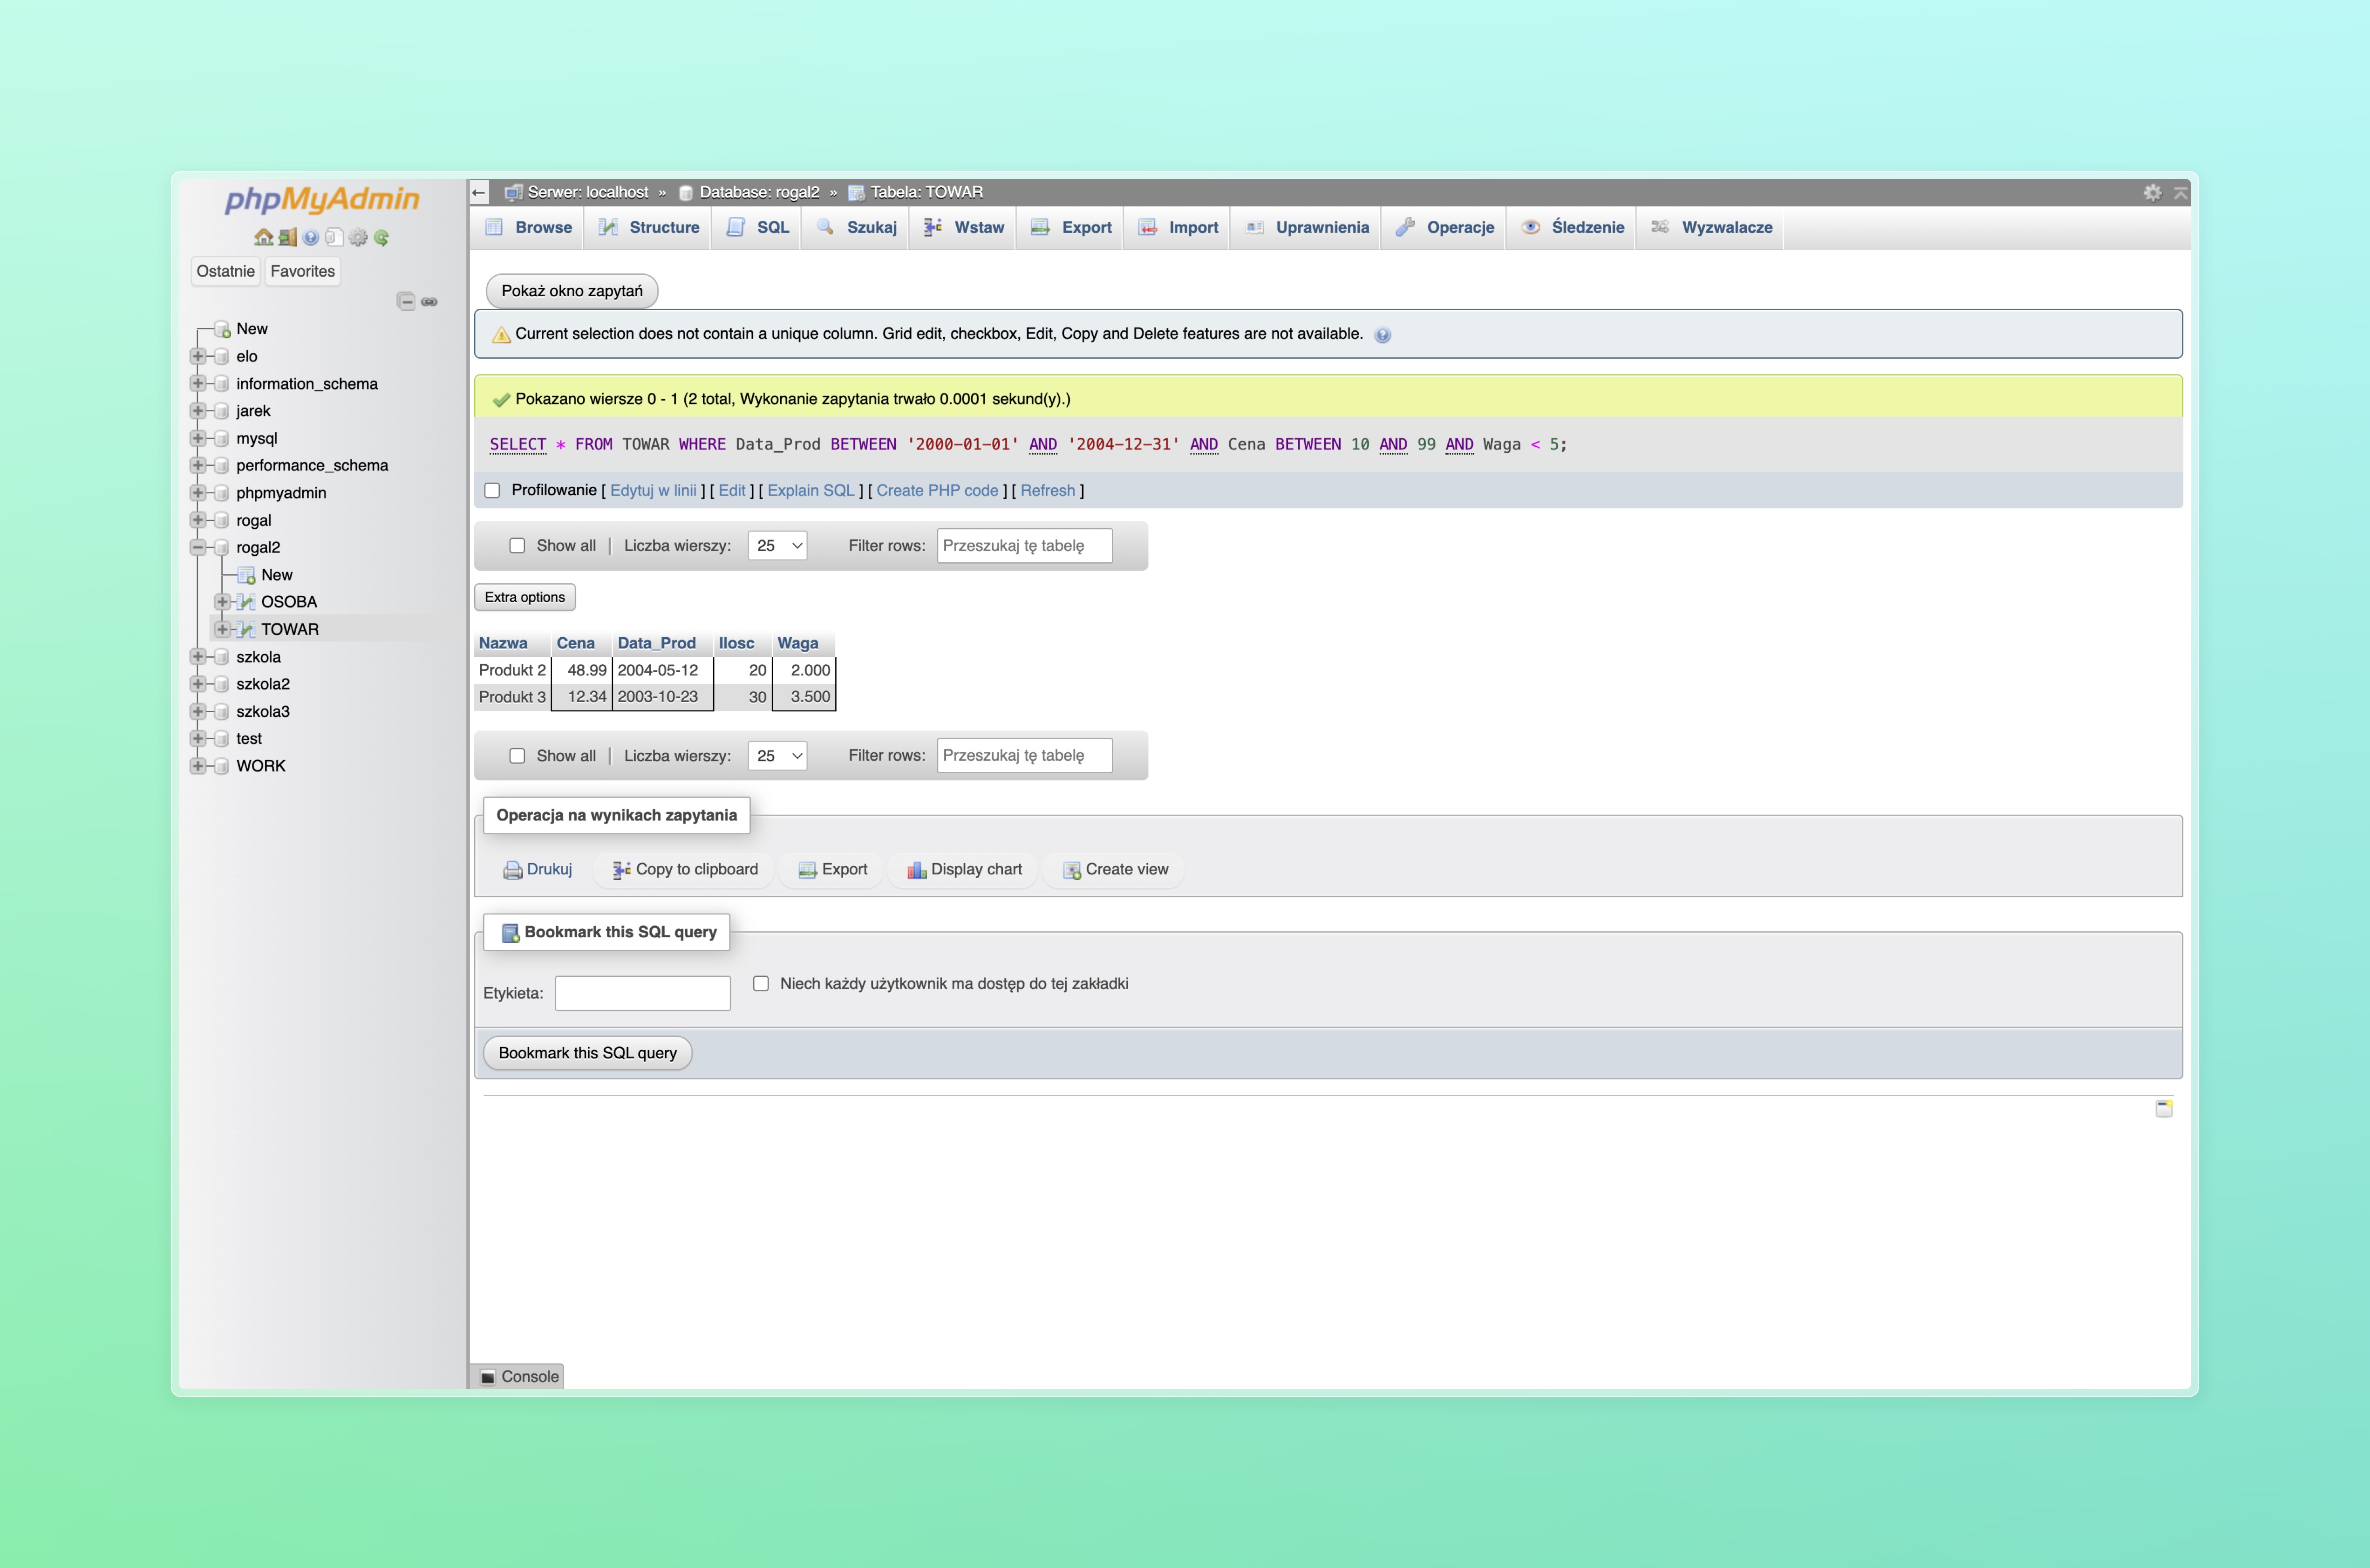 phpMyAdmin
Ostatnie Favorites
New
elo
information_schema
jarek
mysql
performance_schema
phpmyadmin
rogal
rogal2
New
OSOBA
TOWAR
szkola
szkola2
szkola3
test
WORK
Serwer: localhost » Database: rogal2 » Tabela: TOWAR
Browse Structure SQL Szukaj Wstaw Export Import Uprawnienia Operacje Śledzenie Wyzwalacze
Pokaż okno zapytań
Current selection does not contain a unique column. Grid edit, checkbox, Edit, Copy and Delete features are not available.
Pokazano wiersze 0 - 1 (2 total, Wykonanie zapytania trwało 0.0001 sekund(y).)
SELECT * FROM TOWAR WHERE Data_Prod BETWEEN '2000-01-01' AND '2004-12-31' AND Cena BETWEEN 10 AND 99 AND Waga < 5;
Profilowanie [ Edytuj w linii ] [ Edit ] [ Explain SQL ] [ Create PHP code ] [ Refresh ]
Show all | Liczba wierszy: 25 Filter rows: Przeszukaj tę tabelę
Extra options
Nazwa Cena Data_Prod Ilosc Waga
Produkt 2 48.99 2004-05-12 20 2.000
Produkt 3 12.34 2003-10-23 30 3.500
Show all | Liczba wierszy: 25 Filter rows: Przeszukaj tę tabelę
Operacja na wynikach zapytania
Drukuj Copy to clipboard Export Display chart Create view
Bookmark this SQL query
Etykieta: Niech każdy użytkownik ma dostęp do tej zakładki
Bookmark this SQL query
Console